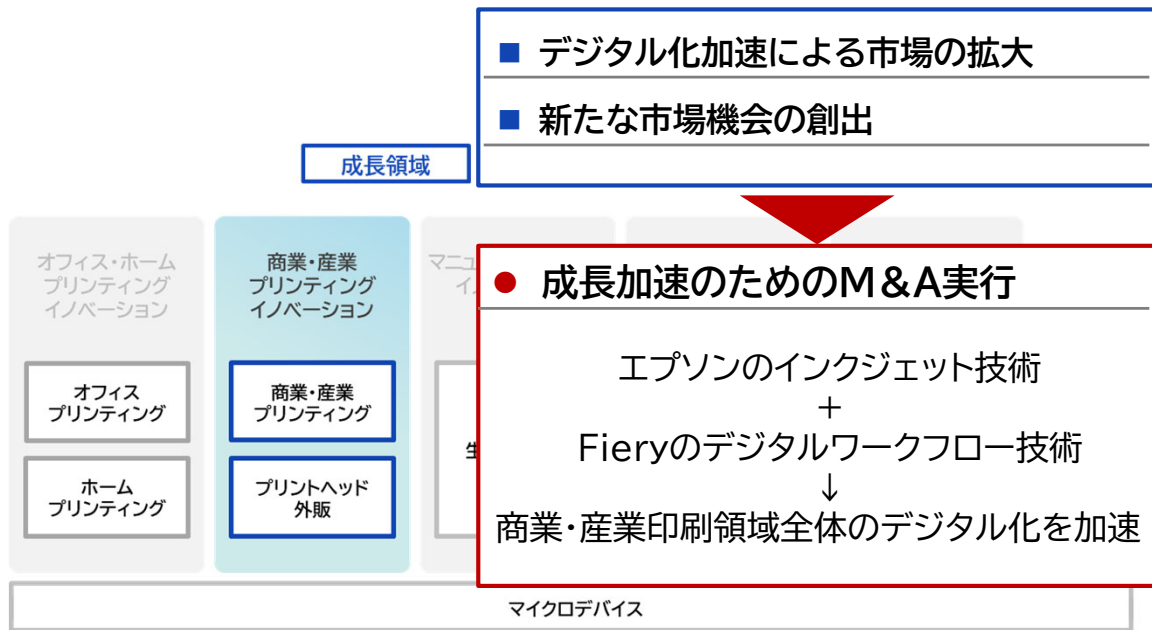 ■ デジタル化加速による市場の拡大
■ 新たな市場機会の創出
成長領域
オフィス・ホーム
プリンティング
イノベーション
商業・産業
プリンティング
イノベーション
オフィス
プリンティング
商業・産業
プリンティング
ホーム
プリンティング
プリントヘッド
外販
● 成長加速のためのM&A実行
エプソンのインクジェット技術
+
Fieryのデジタルワークフロー技術
↓
商業・産業印刷領域全体のデジタル化を加速
マイクロデバイス